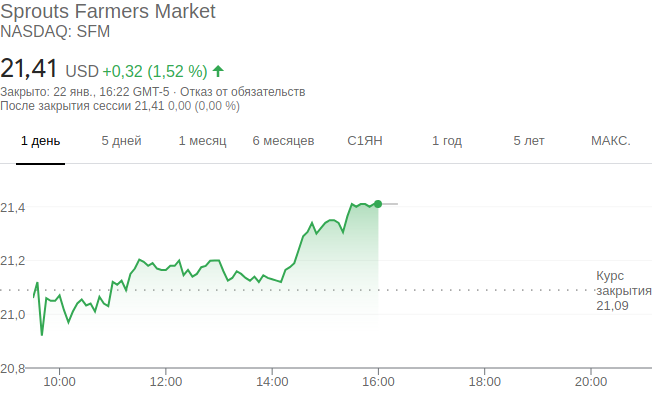 Sprouts Farmers Market
NASDAQ: SFM
21,41 USD +0,32 (1,52 %)
Закрыто: 22 янв., 16:22 GMT-5 · Отказ от обязательств
После закрытия сессии 21,41 0,00 (0,00 %)
1 день 5 дней 1 месяц 6 месяцев С1ЯН 1 год 5 лет МАКС.
21,4
21,2
Курс
закрытия
21,09
21,0
20,8
10:00 12:00 14:00 16:00 18:00 20:00